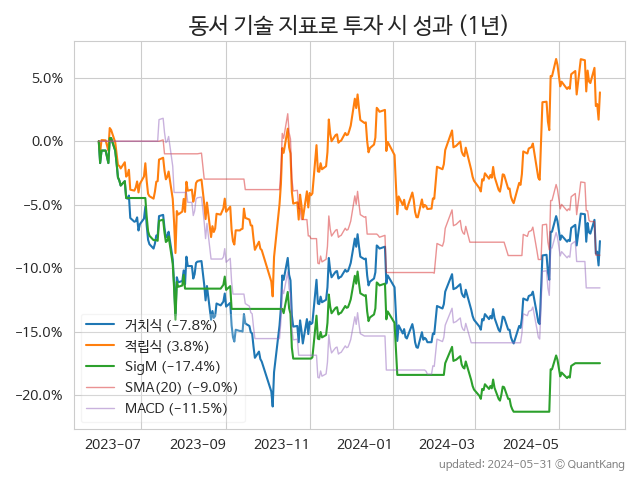 동서 기술 지표로 투자 시 성과 (1년)
5.0%
0.0%
−5.0%
−10.0%
−15.0%
−20.0%
거치식 (−7.8%)
적립식 (3.8%)
SigM (−17.4%)
SMA(20) (−9.0%)
MACD (−11.5%)
2023-07 2023-09 2023-11 2024-01 2024-03 2024-05
updated: 2024-05-31 © QuantKang